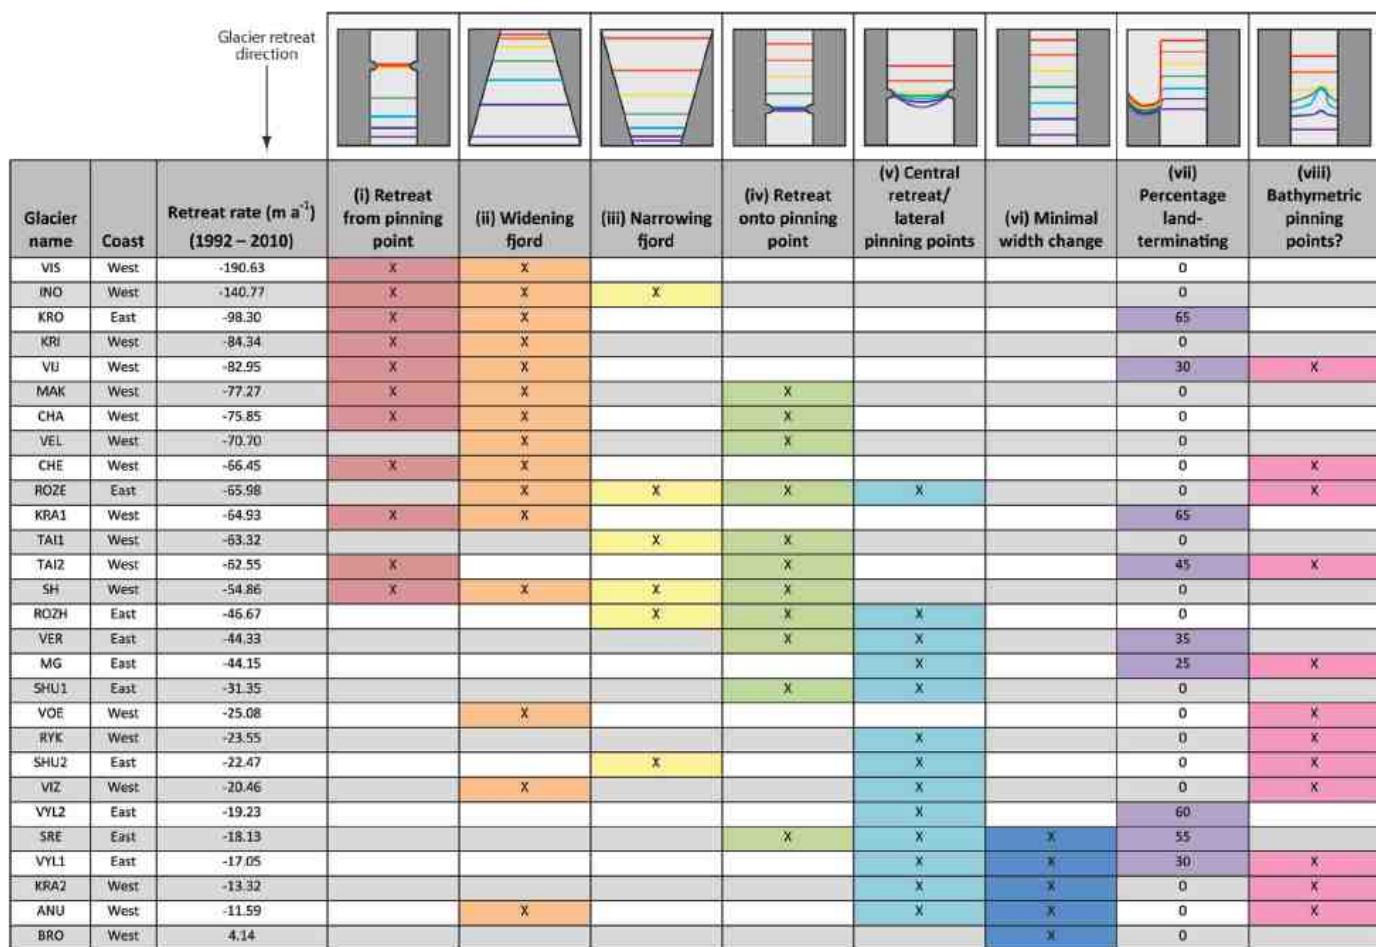 Glacier retreat
direction
Glacier name Coast Retreat rate (m a⁻¹) (1992 – 2010) (i) Retreat from pinning point (ii) Widening fjord (iii) Narrowing fjord (iv) Retreat onto pinning point (v) Central retreat/ lateral pinning points (vi) Minimal width change (vii) Percentage land-terminating (viii) Bathymetric pinning points?
VIS West -190.63 X X 0
INO West -140.77 X X X 0
KRO East -98.30 X X 65
KRI West -84.34 X X 0
VIJ West -82.95 X X 30 X
MAK West -77.27 X X X 0
CHA West -75.85 X X X 0
VEL West -70.70 X X 0
CHE West -66.45 X X 0 X
ROZE East -65.98 X X X X 0 X
KRA1 West -64.93 X X 65
TAI1 West -63.32 X X 0
TAI2 West -62.55 X X 45 X
SH West -54.86 X X X X 0
ROZH East -46.67 X X X 0
VER East -44.33 X X 35
MG East -44.15 X 25 X
SHU1 East -31.35 X X 0
VOE West -25.08 X 0 X
RYK West -23.55 X 0 X
SHU2 East -22.47 X X 0 X
VIZ West -20.46 X X 0 X
VYL2 East -19.23 X 60
SRE East -18.13 X X X 55
VYL1 East -17.05 X X 30 X
KRA2 West -13.32 X X 0 X
ANU West -11.59 X X X 0 X
BRO West 4.14 X 0